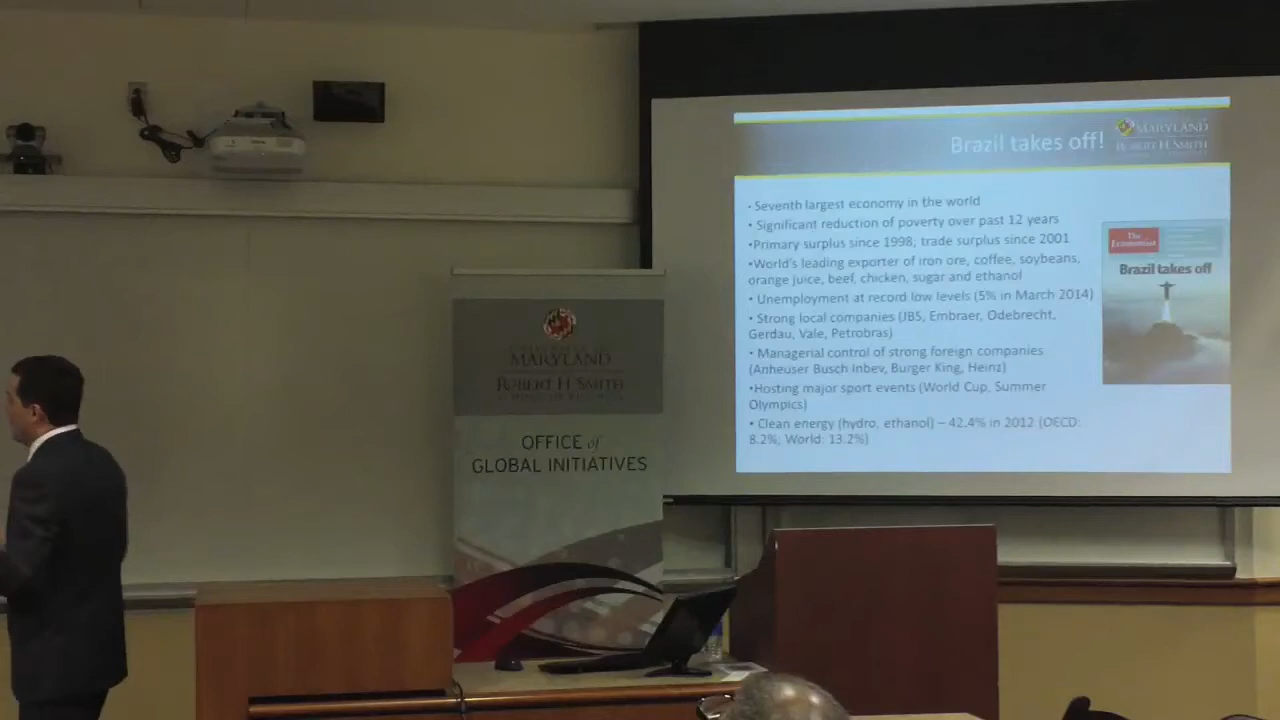 Brazil takes off!
MARYLAND
ROBERT H. SMITH
• Seventh largest economy in the world
• Significant reduction of poverty over past 12 years
•Primary surplus since 1998; trade surplus since 2001
•World's leading exporter of iron ore, coffee, soybeans,
orange juice, beef, chicken, sugar and ethanol
• Unemployment at record low levels (5% in March 2014)
• Strong local companies (JBS, Embraer, Odebrecht,
Gerdau, Vale, Petrobras)
• Managerial control of strong foreign companies
(Anheuser Busch Inbev, Burger King, Heinz)
•Hosting major sport events (World Cup, Summer
Olympics)
• Clean energy (hydro, ethanol) – 42.4% in 2012 (OECD:
8.2%; World: 13.2%)
The
Economist
Brazil takes off
MARYLAND
ROBERT H. SMITH
OFFICE of
GLOBAL INITIATIVES